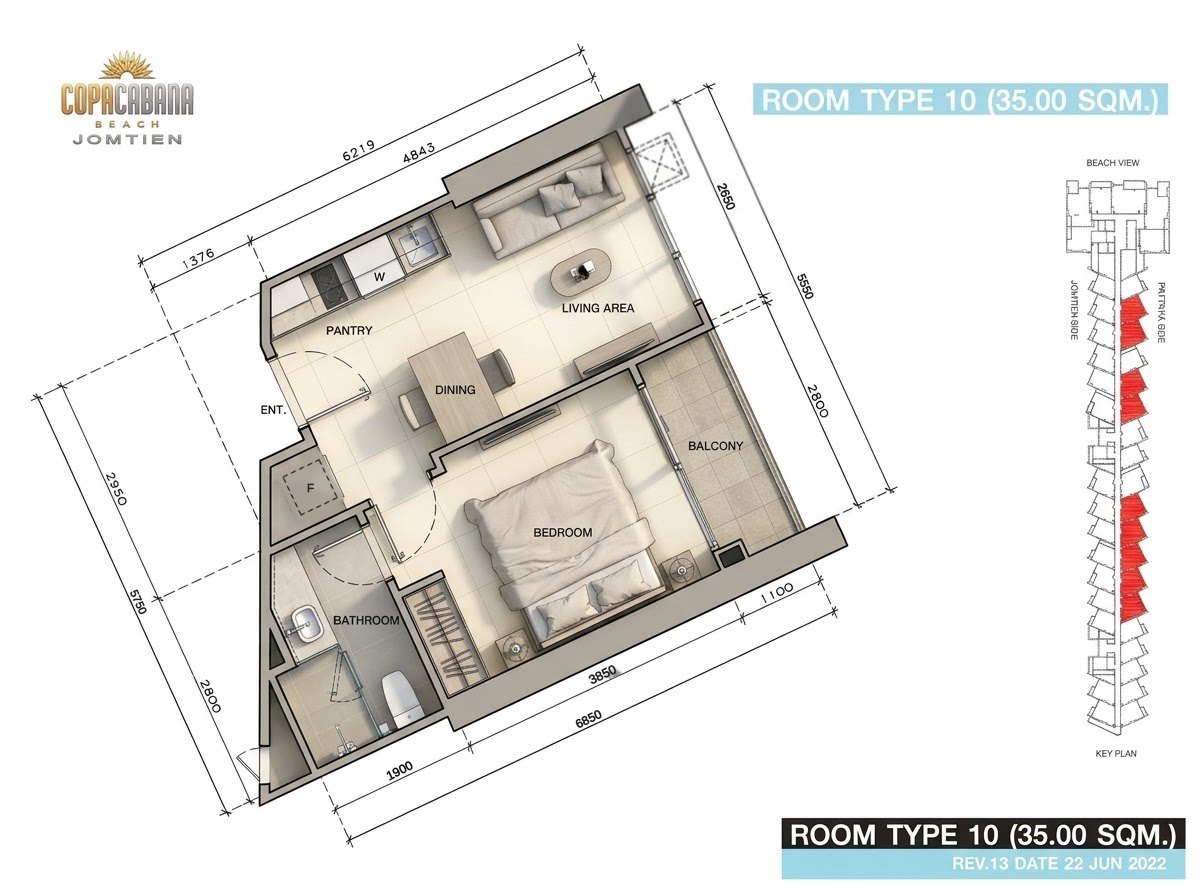 COPACABANA
BEACH
JOMTIEN
ROOM TYPE 10 (35.00 SQM.)
6219
4843
1376
2650
5550
2800
W
PANTRY
LIVING AREA
DINING
ENT.
F
BALCONY
BEDROOM
BATHROOM
2950
5750
2800
1100
3850
6850
1900
BEACH VIEW
JOMTIEN SIDE
PATTAYA SIDE
KEY PLAN
ROOM TYPE 10 (35.00 SQM.)
REV.13 DATE 22 JUN 2022